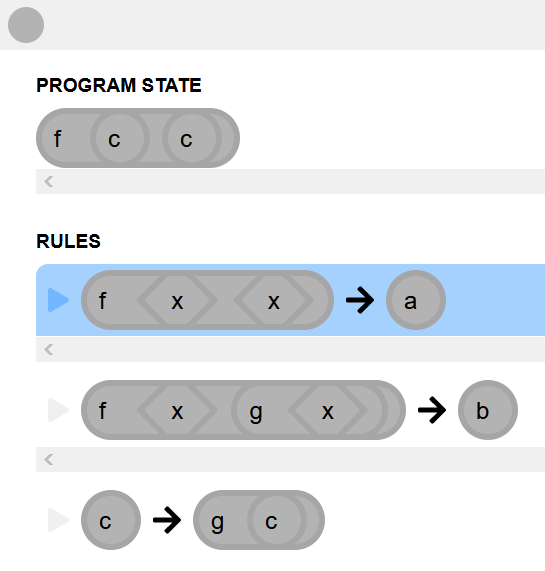 PROGRAM STATE
f c c
<
RULES
f x x → a
<
f x g x → b
<
c → g c